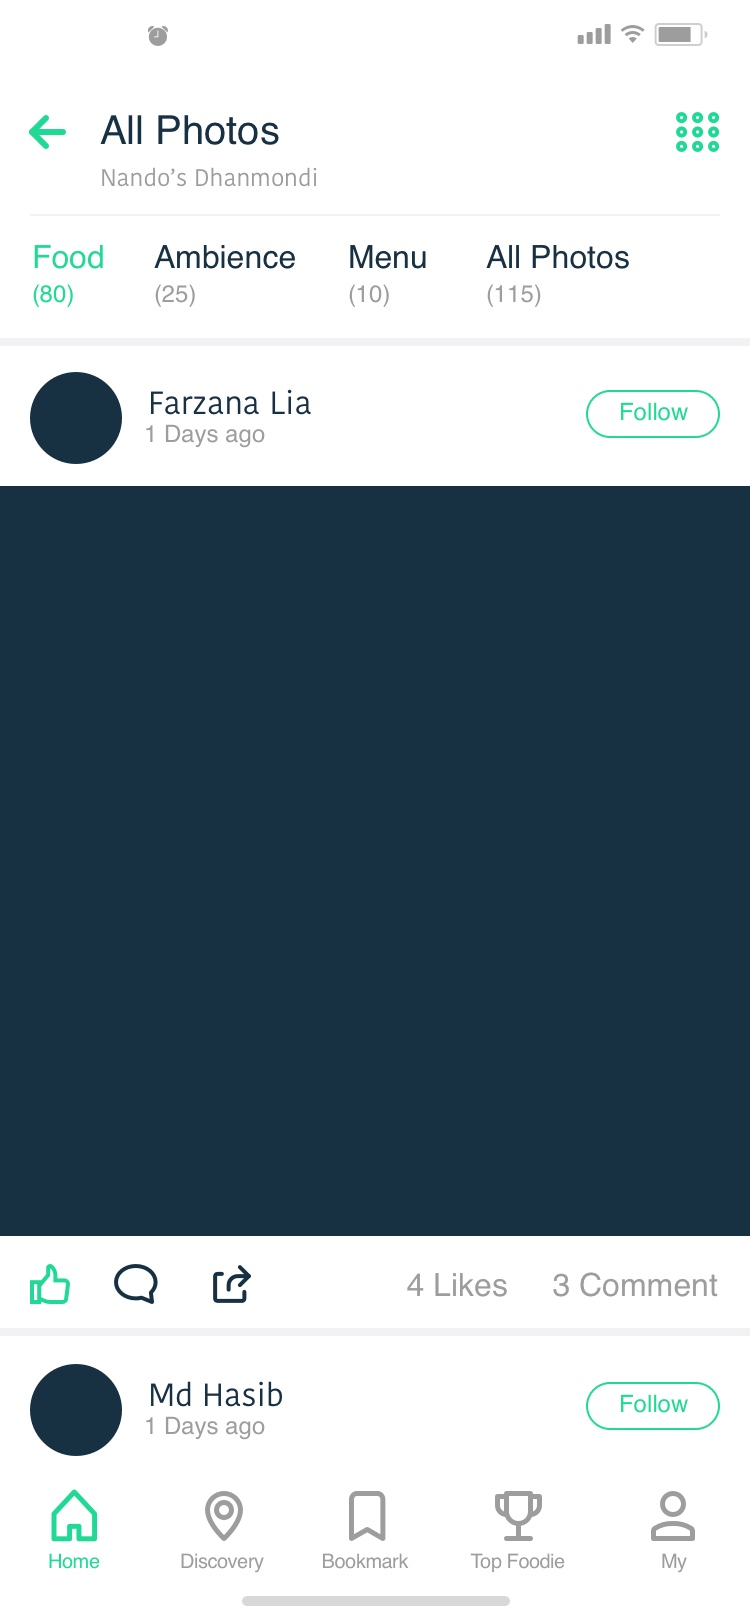 All Photos
Nando’s Dhanmondi
Food Ambience Menu All Photos
(80) (25) (10) (115)
Farzana Lia
1 Days ago
Follow
4 Likes 3 Comment
Md Hasib
1 Days ago
Follow
Home Discovery Bookmark Top Foodie My